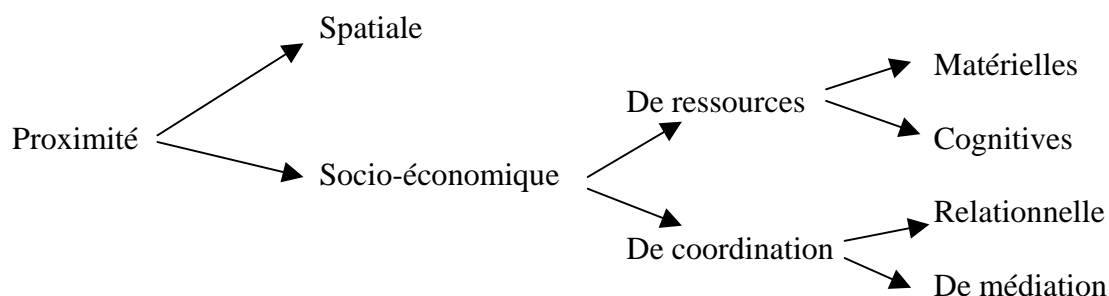 Spatiale
Matérielles
De ressources
Proximité
Cognitives
Socio-économique
Relationnelle
De coordination
De médiation